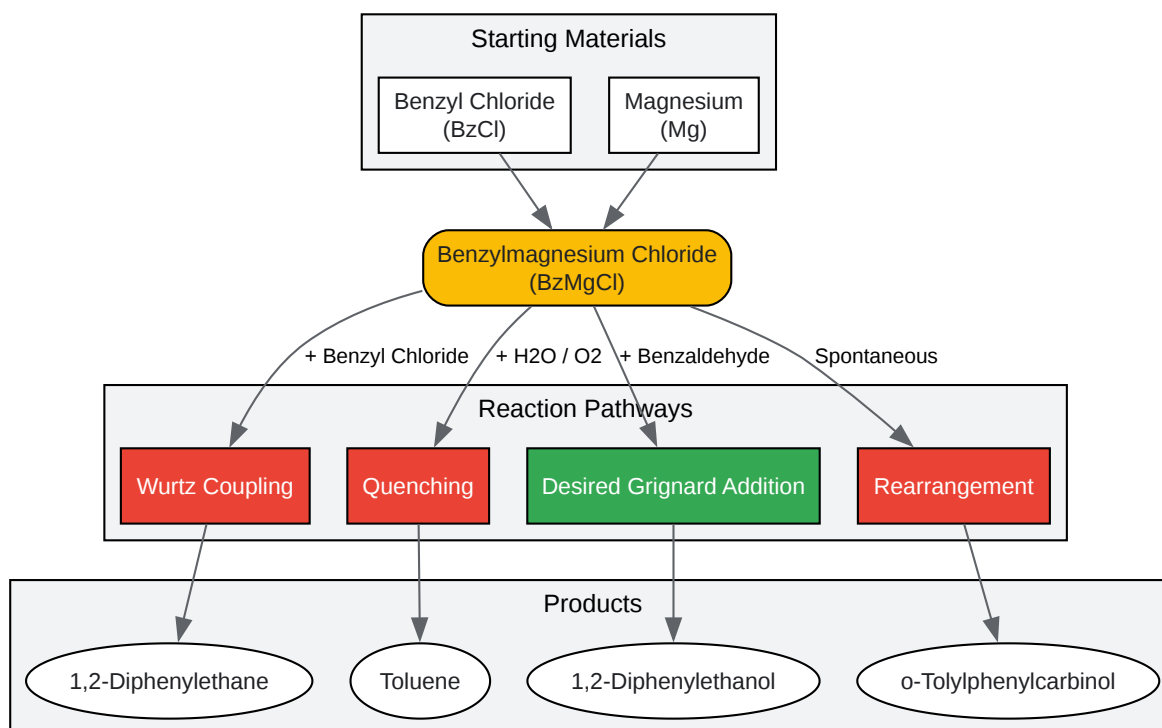 Starting Materials
Benzyl Chloride
(BzCl)
Magnesium
(Mg)
Benzylmagnesium Chloride
(BzMgCl)
+ Benzyl Chloride
+ H2O / O2
+ Benzaldehyde
Spontaneous
Reaction Pathways
Wurtz Coupling
Quenching
Desired Grignard Addition
Rearrangement
Products
1,2-Diphenylethane
Toluene
1,2-Diphenylethanol
o-Tolylphenylcarbinol